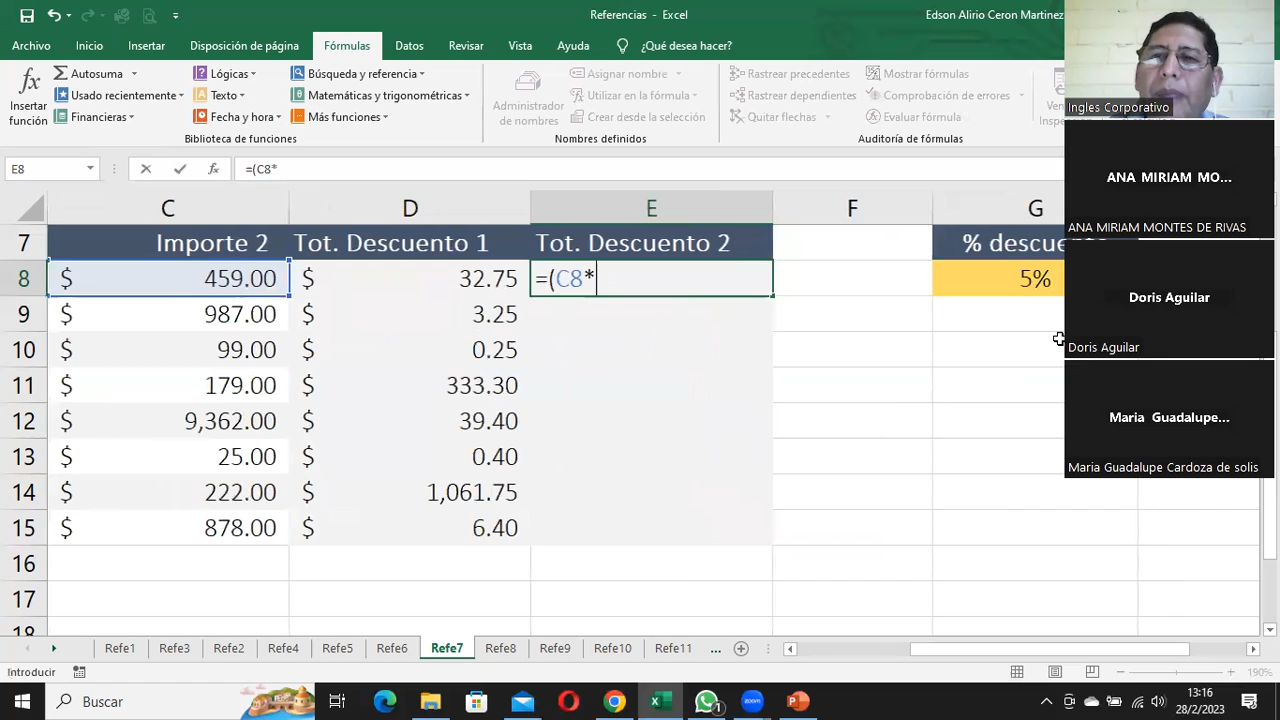 Referencias - Excel
Edson Alirio Ceron Martinez
Archivo Inicio Insertar Disposición de página Fórmulas Datos Revisar Vista Ayuda ¿Qué desea hacer?
Insertar función
Autosuma
Usado recientemente
Financieras
Lógicas
Texto
Fecha y hora
Búsqueda y referencia
Matemáticas y trigonométricas
Más funciones
Biblioteca de funciones
Administrador de nombres
Asignar nombre
Utilizar en la fórmula
Crear desde la selección
Nombres definidos
Rastrear precedentes
Rastrear dependientes
Quitar flechas
Mostrar fórmulas
Comprobación de errores
Evaluar fórmula
Auditoría de fórmulas
E8 fx =(C8*
C D E F G
7 Importe 2 Tot. Descuento 1 Tot. Descuento 2
8 $ 459.00 $ 32.75 =(C8* 5%
9 $ 987.00 $ 3.25
10 $ 99.00 $ 0.25
11 $ 179.00 $ 333.30
12 $ 9,362.00 $ 39.40
13 $ 25.00 $ 0.40
14 $ 222.00 $ 1,061.75
15 $ 878.00 $ 6.40
16
17
18
Ingles Corporativo
ANA MIRIAM MO...
ANA MIRIAM MONTES DE RIVAS
Doris Aguilar
Doris Aguilar
Maria Guadalupe...
Maria Guadalupe Cardoza de solis
Refe1 Refe3 Refe2 Refe4 Refe5 Refe6 Refe7 Refe8 Refe9 Refe10 Refe11 ...
Introducir
190%
Buscar
zoom
1
13:16
28/2/2023